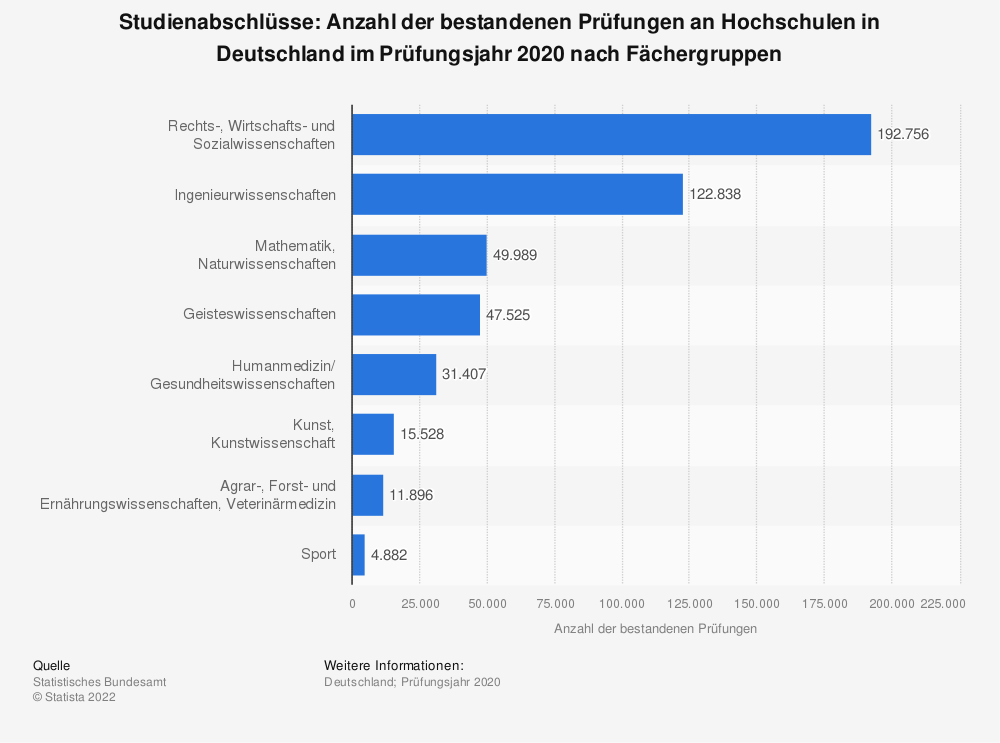 Studienabschlüsse: Anzahl der bestandenen Prüfungen an Hochschulen in
Deutschland im Prüfungsjahr 2020 nach Fächergruppen
Rechts-, Wirtschafts- und
Sozialwissenschaften
192.756
Ingenieurwissenschaften
122.838
Mathematik,
Naturwissenschaften
49.989
Geisteswissenschaften
47.525
Humanmedizin/
Gesundheitswissenschaften
31.407
Kunst,
Kunstwissenschaft
15.528
Agrar-, Forst- und
Ernährungswissenschaften, Veterinärmedizin
11.896
Sport
4.882
0 25.000 50.000 75.000 100.000 125.000 150.000 175.000 200.000 225.000
Anzahl der bestandenen Prüfungen
Quelle
Statistisches Bundesamt
© Statista 2022
Weitere Informationen:
Deutschland; Prüfungsjahr 2020